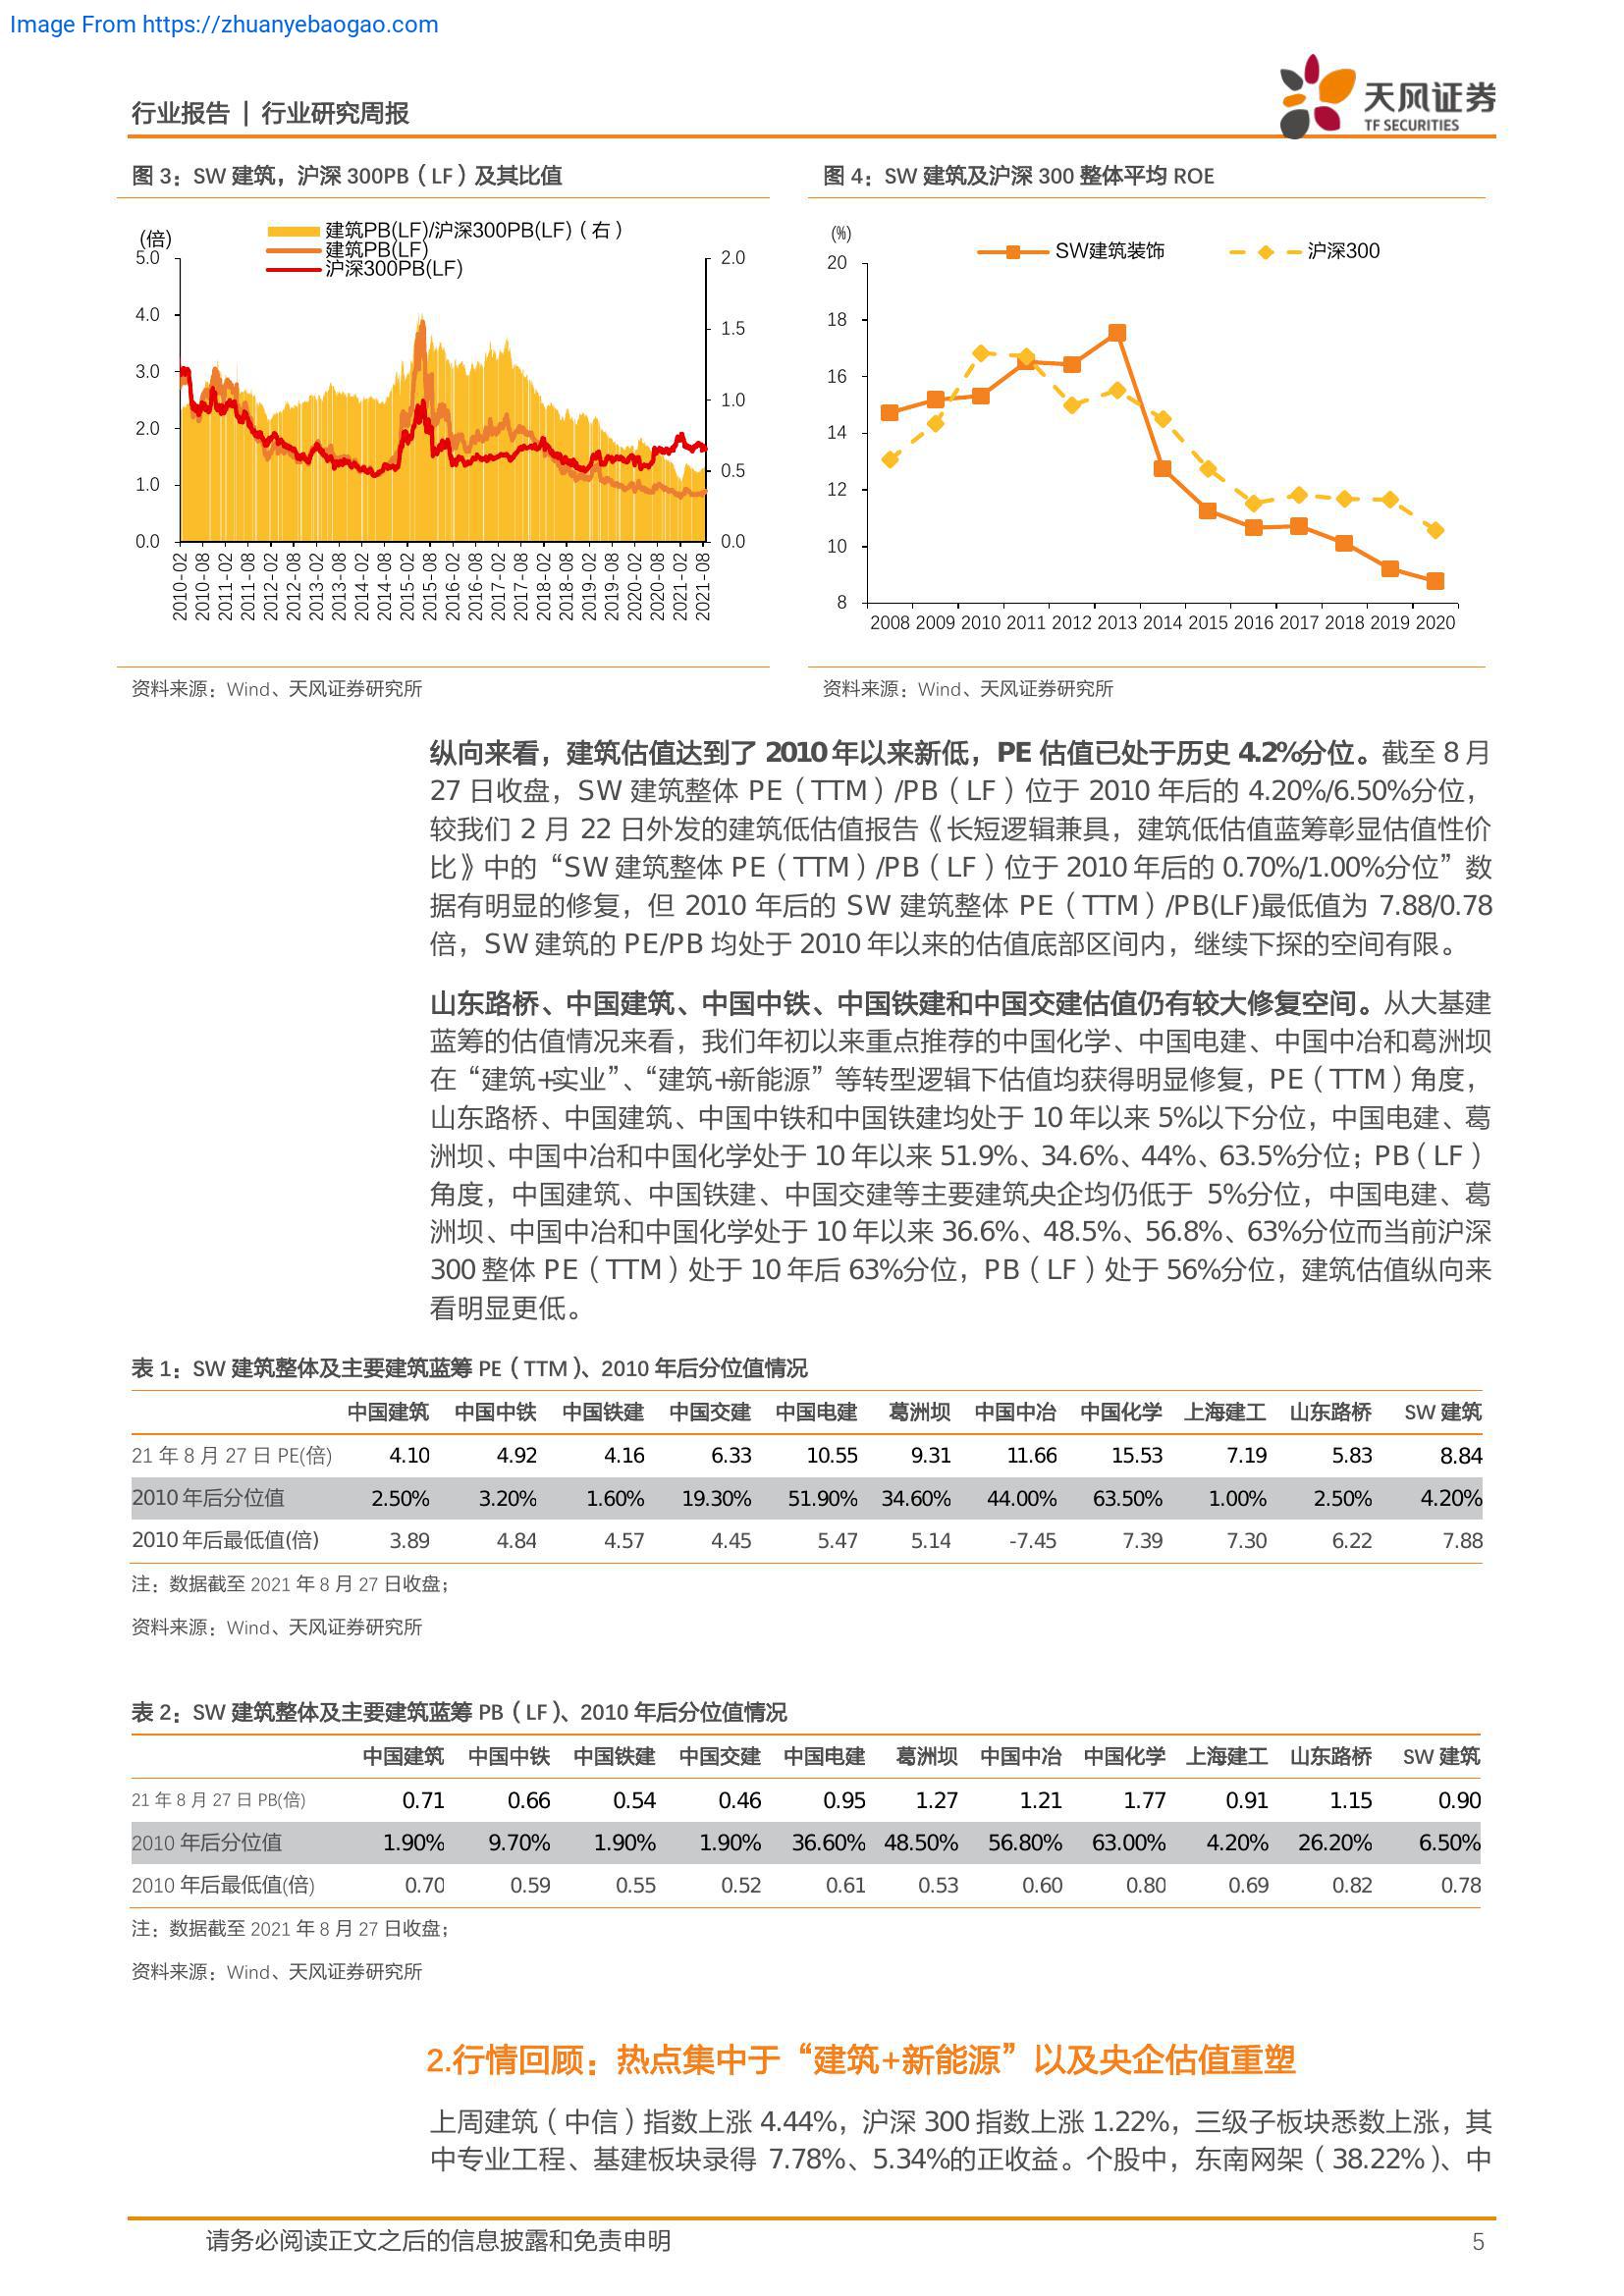 Image From https://zhuanyebaogao.com
行业报告 | 行业研究周报
天风证券
TF SECURITIES
图 3：SW 建筑，沪深 300PB（LF）及其比值
(倍)
建筑PB(LF)/沪深300PB(LF)（右）
建筑PB(LF)
沪深300PB(LF)
5.0
4.0
3.0
2.0
1.0
0.0
2.0
1.5
1.0
0.5
0.0
2010-02
2010-08
2011-02
2011-08
2012-02
2012-08
2013-02
2013-08
2014-02
2014-08
2015-02
2015-08
2016-02
2016-08
2017-02
2017-08
2018-02
2018-08
2019-02
2019-08
2020-02
2020-08
2021-02
2021-08
资料来源：Wind、天风证券研究所
图 4：SW 建筑及沪深 300 整体平均 ROE
(%)
SW建筑装饰 沪深300
20
18
16
14
12
10
8
2008 2009 2010 2011 2012 2013 2014 2015 2016 2017 2018 2019 2020
资料来源：Wind、天风证券研究所
纵向来看，建筑估值达到了 2010 年以来新低，PE 估值已处于历史 4.2%分位。截至 8 月
27 日收盘，SW 建筑整体 PE（TTM）/PB（LF）位于 2010 年后的 4.20%/6.50%分位，
较我们 2 月 22 日外发的建筑低估值报告《长短逻辑兼具，建筑低估值蓝筹彰显估值性价
比》中的“SW 建筑整体 PE（TTM）/PB（LF）位于 2010 年后的 0.70%/1.00%分位”数
据有明显的修复，但 2010 年后的 SW 建筑整体 PE（TTM）/PB(LF)最低值为 7.88/0.78
倍，SW 建筑的 PE/PB 均处于 2010 年以来的估值底部区间内，继续下探的空间有限。
山东路桥、中国建筑、中国中铁、中国铁建和中国交建估值仍有较大修复空间。从大基建
蓝筹的估值情况来看，我们年初以来重点推荐的中国化学、中国电建、中国中冶和葛洲坝
在“建筑+实业”、“建筑+新能源”等转型逻辑下估值均获得明显修复，PE（TTM）角度，
山东路桥、中国建筑、中国中铁和中国铁建均处于 10 年以来 5%以下分位，中国电建、葛
洲坝、中国中冶和中国化学处于 10 年以来 51.9%、34.6%、44%、63.5%分位；PB（LF）
角度，中国建筑、中国铁建、中国交建等主要建筑央企均仍低于 5%分位，中国电建、葛
洲坝、中国中冶和中国化学处于 10 年以来 36.6%、48.5%、56.8%、63%分位而当前沪深
300 整体 PE（TTM）处于 10 年后 63%分位，PB（LF）处于 56%分位，建筑估值纵向来
看明显更低。
表 1：SW 建筑整体及主要建筑蓝筹 PE（TTM）、2010 年后分位值情况
中国建筑 中国中铁 中国铁建 中国交建 中国电建 葛洲坝 中国中冶 中国化学 上海建工 山东路桥 SW 建筑
21 年 8 月 27 日 PE(倍) 4.10 4.92 4.16 6.33 10.55 9.31 11.66 15.53 7.19 5.83 8.84
2010 年后分位值 2.50% 3.20% 1.60% 19.30% 51.90% 34.60% 44.00% 63.50% 1.00% 2.50% 4.20%
2010 年后最低值(倍) 3.89 4.84 4.57 4.45 5.47 5.14 -7.45 7.39 7.30 6.22 7.88
注：数据截至 2021 年 8 月 27 日收盘；
资料来源：Wind、天风证券研究所
表 2：SW 建筑整体及主要建筑蓝筹 PB（LF）、2010 年后分位值情况
中国建筑 中国中铁 中国铁建 中国交建 中国电建 葛洲坝 中国中冶 中国化学 上海建工 山东路桥 SW 建筑
21 年 8 月 27 日 PB(倍) 0.71 0.66 0.54 0.46 0.95 1.27 1.21 1.77 0.91 1.15 0.90
2010 年后分位值 1.90% 9.70% 1.90% 1.90% 36.60% 48.50% 56.80% 63.00% 4.20% 26.20% 6.50%
2010 年后最低值(倍) 0.70 0.59 0.55 0.52 0.61 0.53 0.60 0.80 0.69 0.82 0.78
注：数据截至 2021 年 8 月 27 日收盘；
资料来源：Wind、天风证券研究所
2.行情回顾：热点集中于“建筑+新能源”以及央企估值重塑
上周建筑（中信）指数上涨 4.44%，沪深 300 指数上涨 1.22%，三级子板块悉数上涨，其
中专业工程、基建板块录得 7.78%、5.34%的正收益。个股中，东南网架（38.22%）、中
请务必阅读正文之后的信息披露和免责申明 5